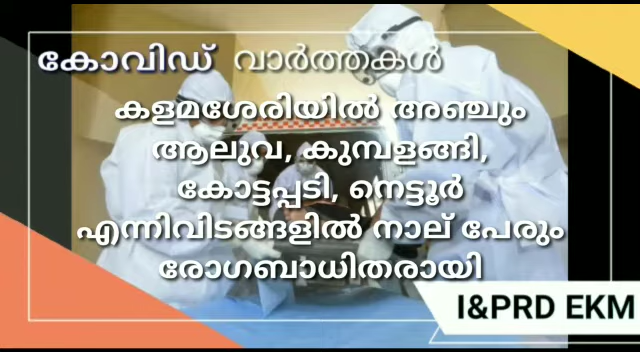 കോവിഡ് വാർത്തകൾ
കളമശേരിയിൽ അഞ്ചും
ആലുവ, കുമ്പളങ്ങി,
കോട്ടപ്പടി, നെട്ടൂർ
എന്നിവിടങ്ങളിൽ നാല് പേരും
രോഗബാധിതരായി
I&PRD EKM